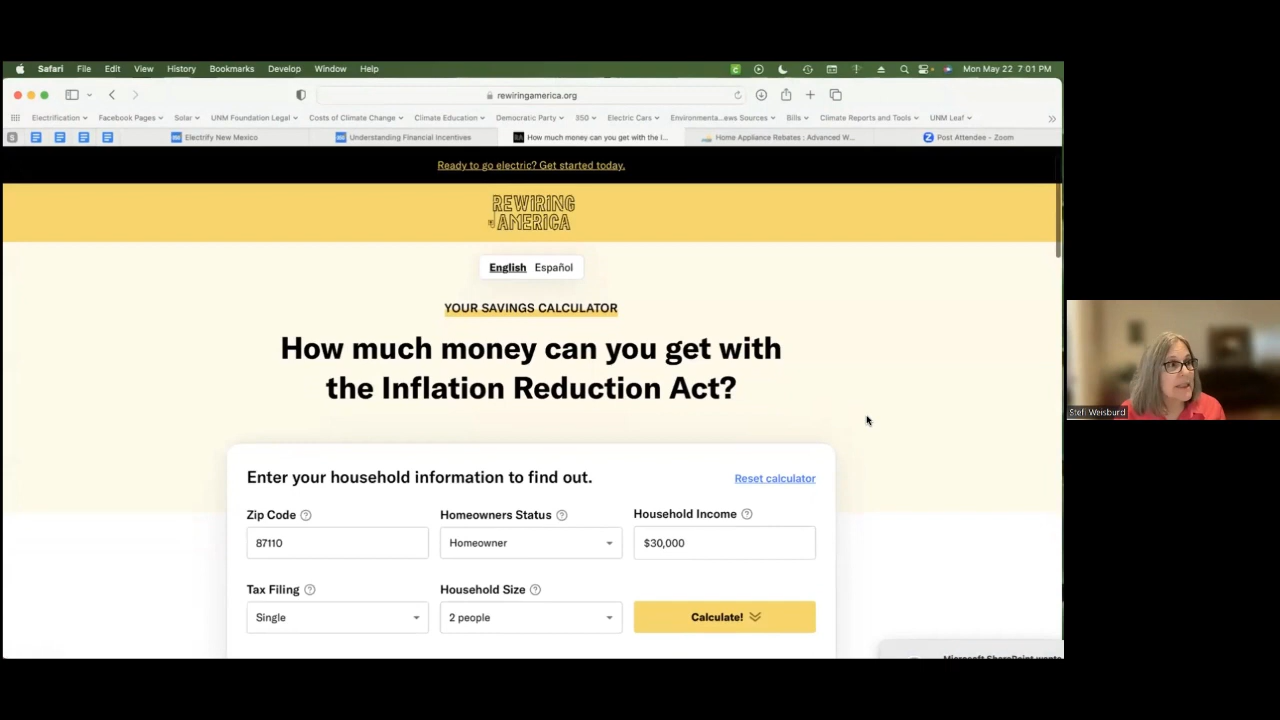 Safari File Edit View History Bookmarks Develop Window Help Mon May 22 7:01 PM
rewiringamerica.org
Electrification Facebook Pages Solar UNM Foundation Legal Costs of Climate Change Climate Education Democratic Party 350 Electric Cars Environmenta...ews Sources Bills Climate Reports and Tools UNM Leaf
Electrify New Mexico Understanding Financial Incentives How much money can you get with the I... Home Appliance Rebates : Advanced W... Post Attendee - Zoom
Ready to go electric? Get started today.
REWIRING
AMERICA
English Español
YOUR SAVINGS CALCULATOR
How much money can you get with
the Inflation Reduction Act?
Enter your household information to find out. Reset calculator
Zip Code Homeowners Status Household Income
87110 Homeowner $30,000
Tax Filing Household Size
Single 2 people Calculate!
Stefi Weisburd